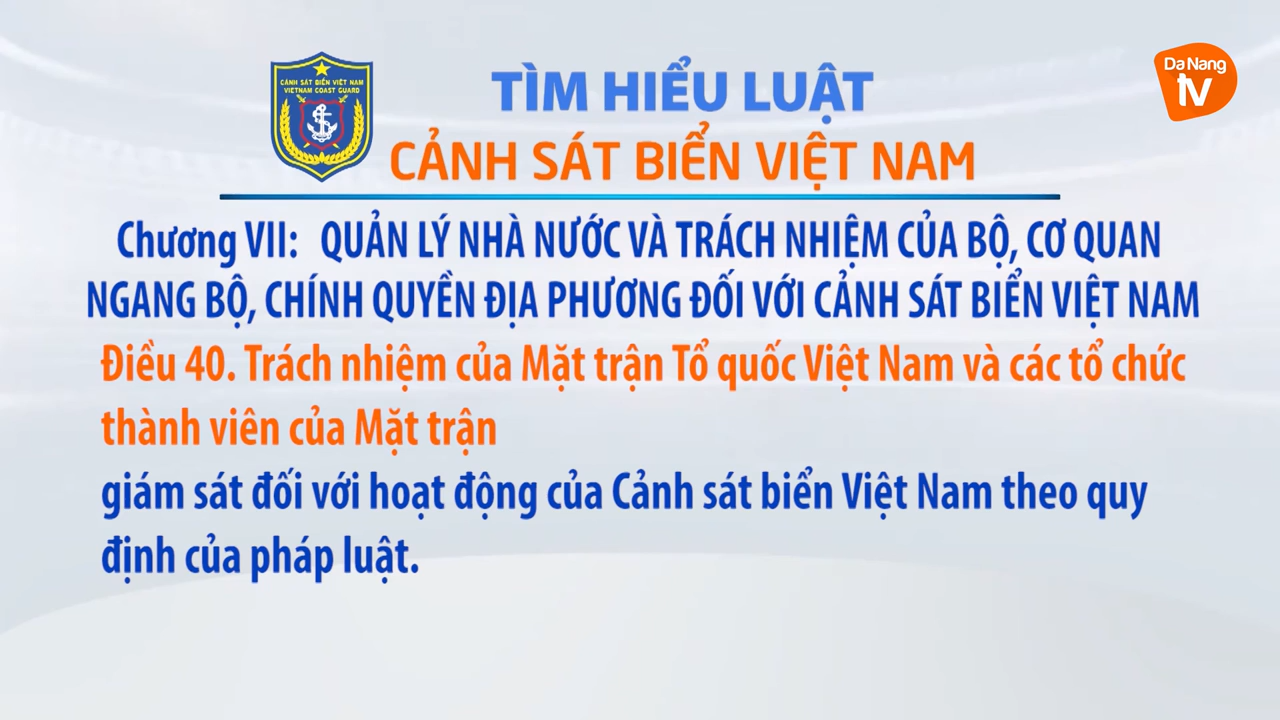 CẢNH SÁT BIỂN VIỆT NAM
VIETNAM COAST GUARD
TÌM HIỂU LUẬT
CẢNH SÁT BIỂN VIỆT NAM
Da Nang
tv
Chương VII: QUẢN LÝ NHÀ NƯỚC VÀ TRÁCH NHIỆM CỦA BỘ, CƠ QUAN
NGANG BỘ, CHÍNH QUYỀN ĐỊA PHƯƠNG ĐỐI VỚI CẢNH SÁT BIỂN VIỆT NAM
Điều 40. Trách nhiệm của Mặt trận Tổ quốc Việt Nam và các tổ chức
thành viên của Mặt trận
giám sát đối với hoạt động của Cảnh sát biển Việt Nam theo quy
định của pháp luật.